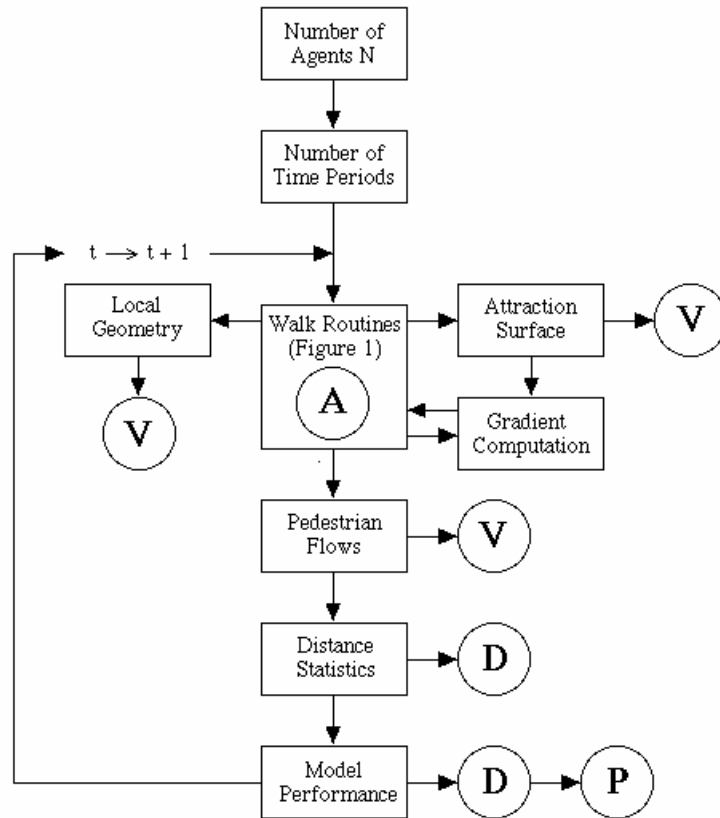 Number of
Agents N
Number of
Time Periods
t → t + 1
Local
Geometry
Walk Routines
(Figure 1)
Attraction
Surface
V
A
V
Gradient
Computation
Pedestrian
Flows
V
Distance
Statistics
D
Model
Performance
D
P